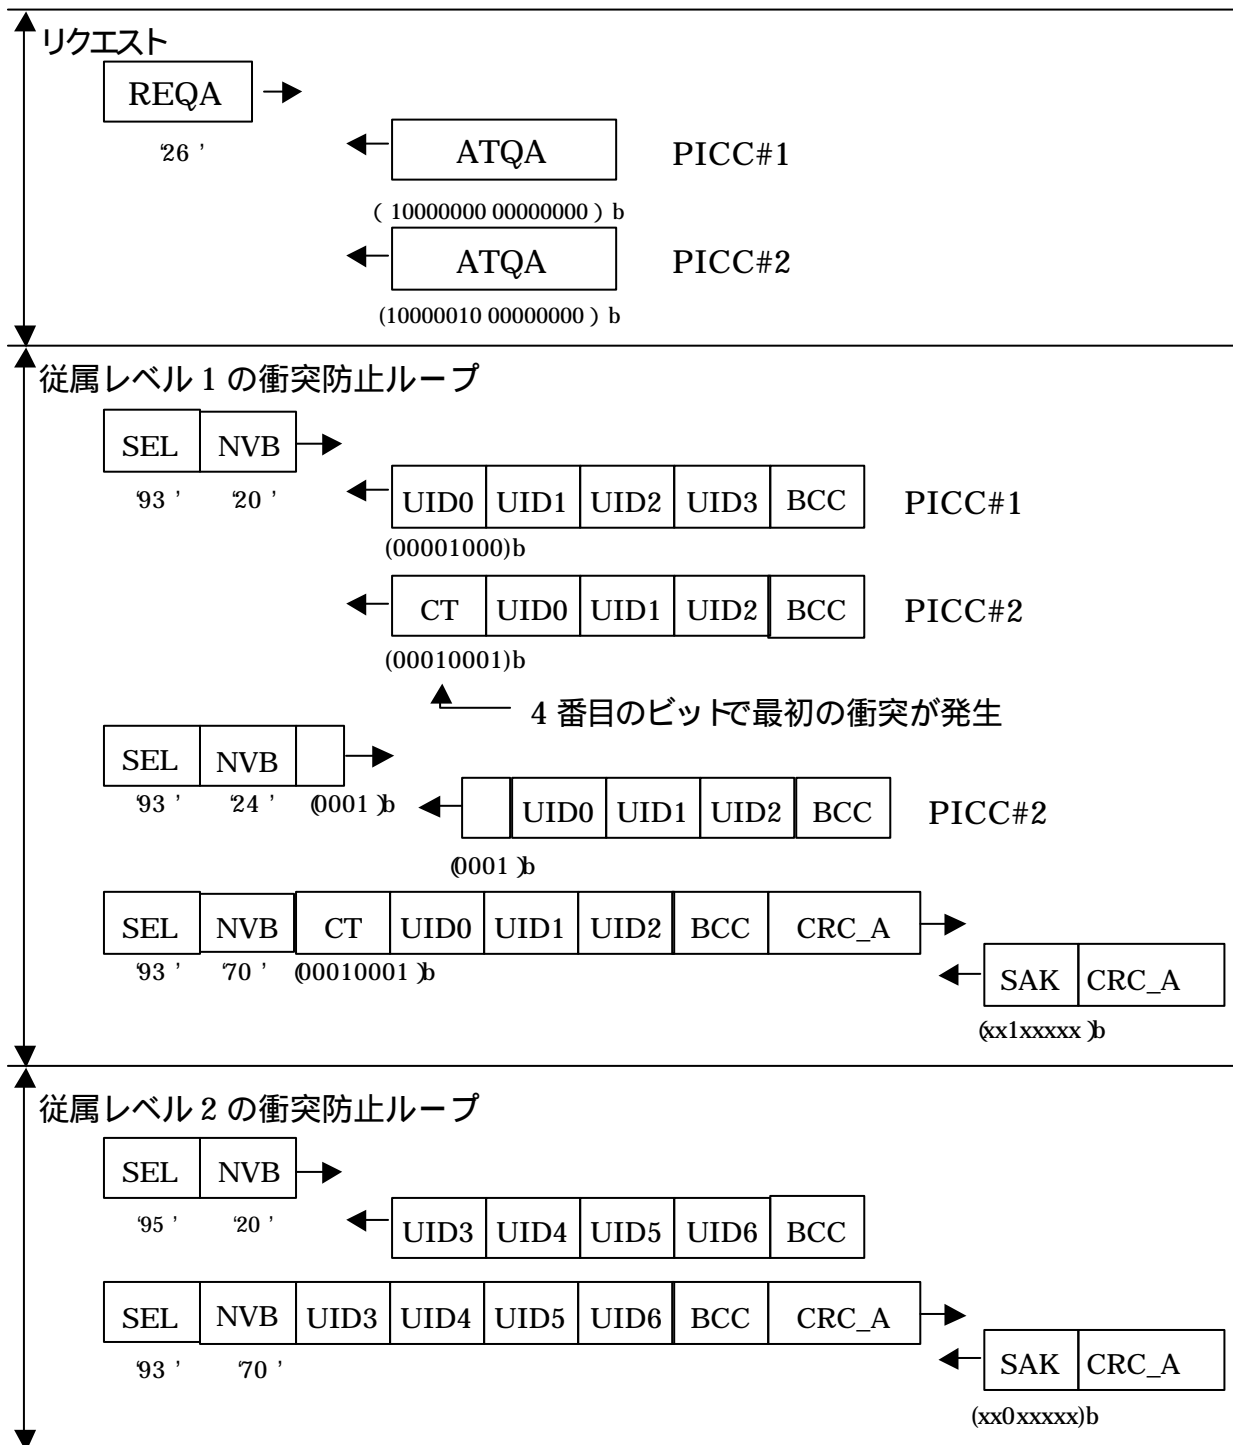 リクエスト
REQA
‘26 ’
ATQA PICC#1
( 10000000 00000000 ) b
ATQA PICC#2
(10000010 00000000 ) b
従属レベル 1 の衝突防止ループ
SEL NVB
‘93 ’ ‘20 ’
UID0 UID1 UID2 UID3 BCC PICC#1
(00001000)b
CT UID0 UID1 UID2 BCC PICC#2
(00010001)b
4 番目のビットで最初の衝突が発生
SEL NVB
‘93 ’ ‘24 ’ (0001 )b
UID0 UID1 UID2 BCC PICC#2
(0001 )b
SEL NVB CT UID0 UID1 UID2 BCC CRC_A
‘93 ’ ‘70 ’ (00010001 )b
SAK CRC_A
(xx1xxxxx )b
従属レベル 2 の衝突防止ループ
SEL NVB
‘95 ’ ‘20 ’
UID3 UID4 UID5 UID6 BCC
SEL NVB UID3 UID4 UID5 UID6 BCC CRC_A
‘93 ’ ‘70 ’
SAK CRC_A
(xx0xxxxx)b